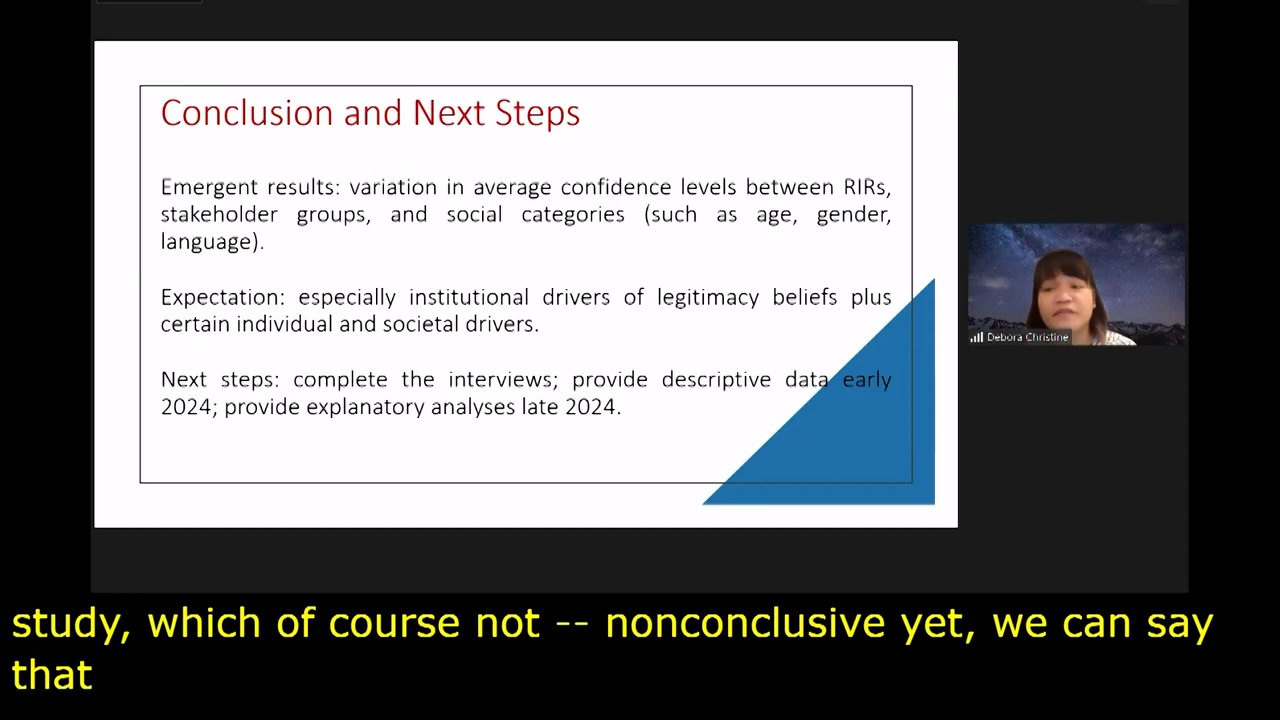 Conclusion and Next Steps
Emergent results: variation in average confidence levels between RIRs,
stakeholder groups, and social categories (such as age, gender,
language).
Expectation: especially institutional drivers of legitimacy beliefs plus
certain individual and societal drivers.
Next steps: complete the interviews; provide descriptive data early
2024; provide explanatory analyses late 2024.
Debora Christine
study, which of course not -- nonconclusive yet, we can say
that